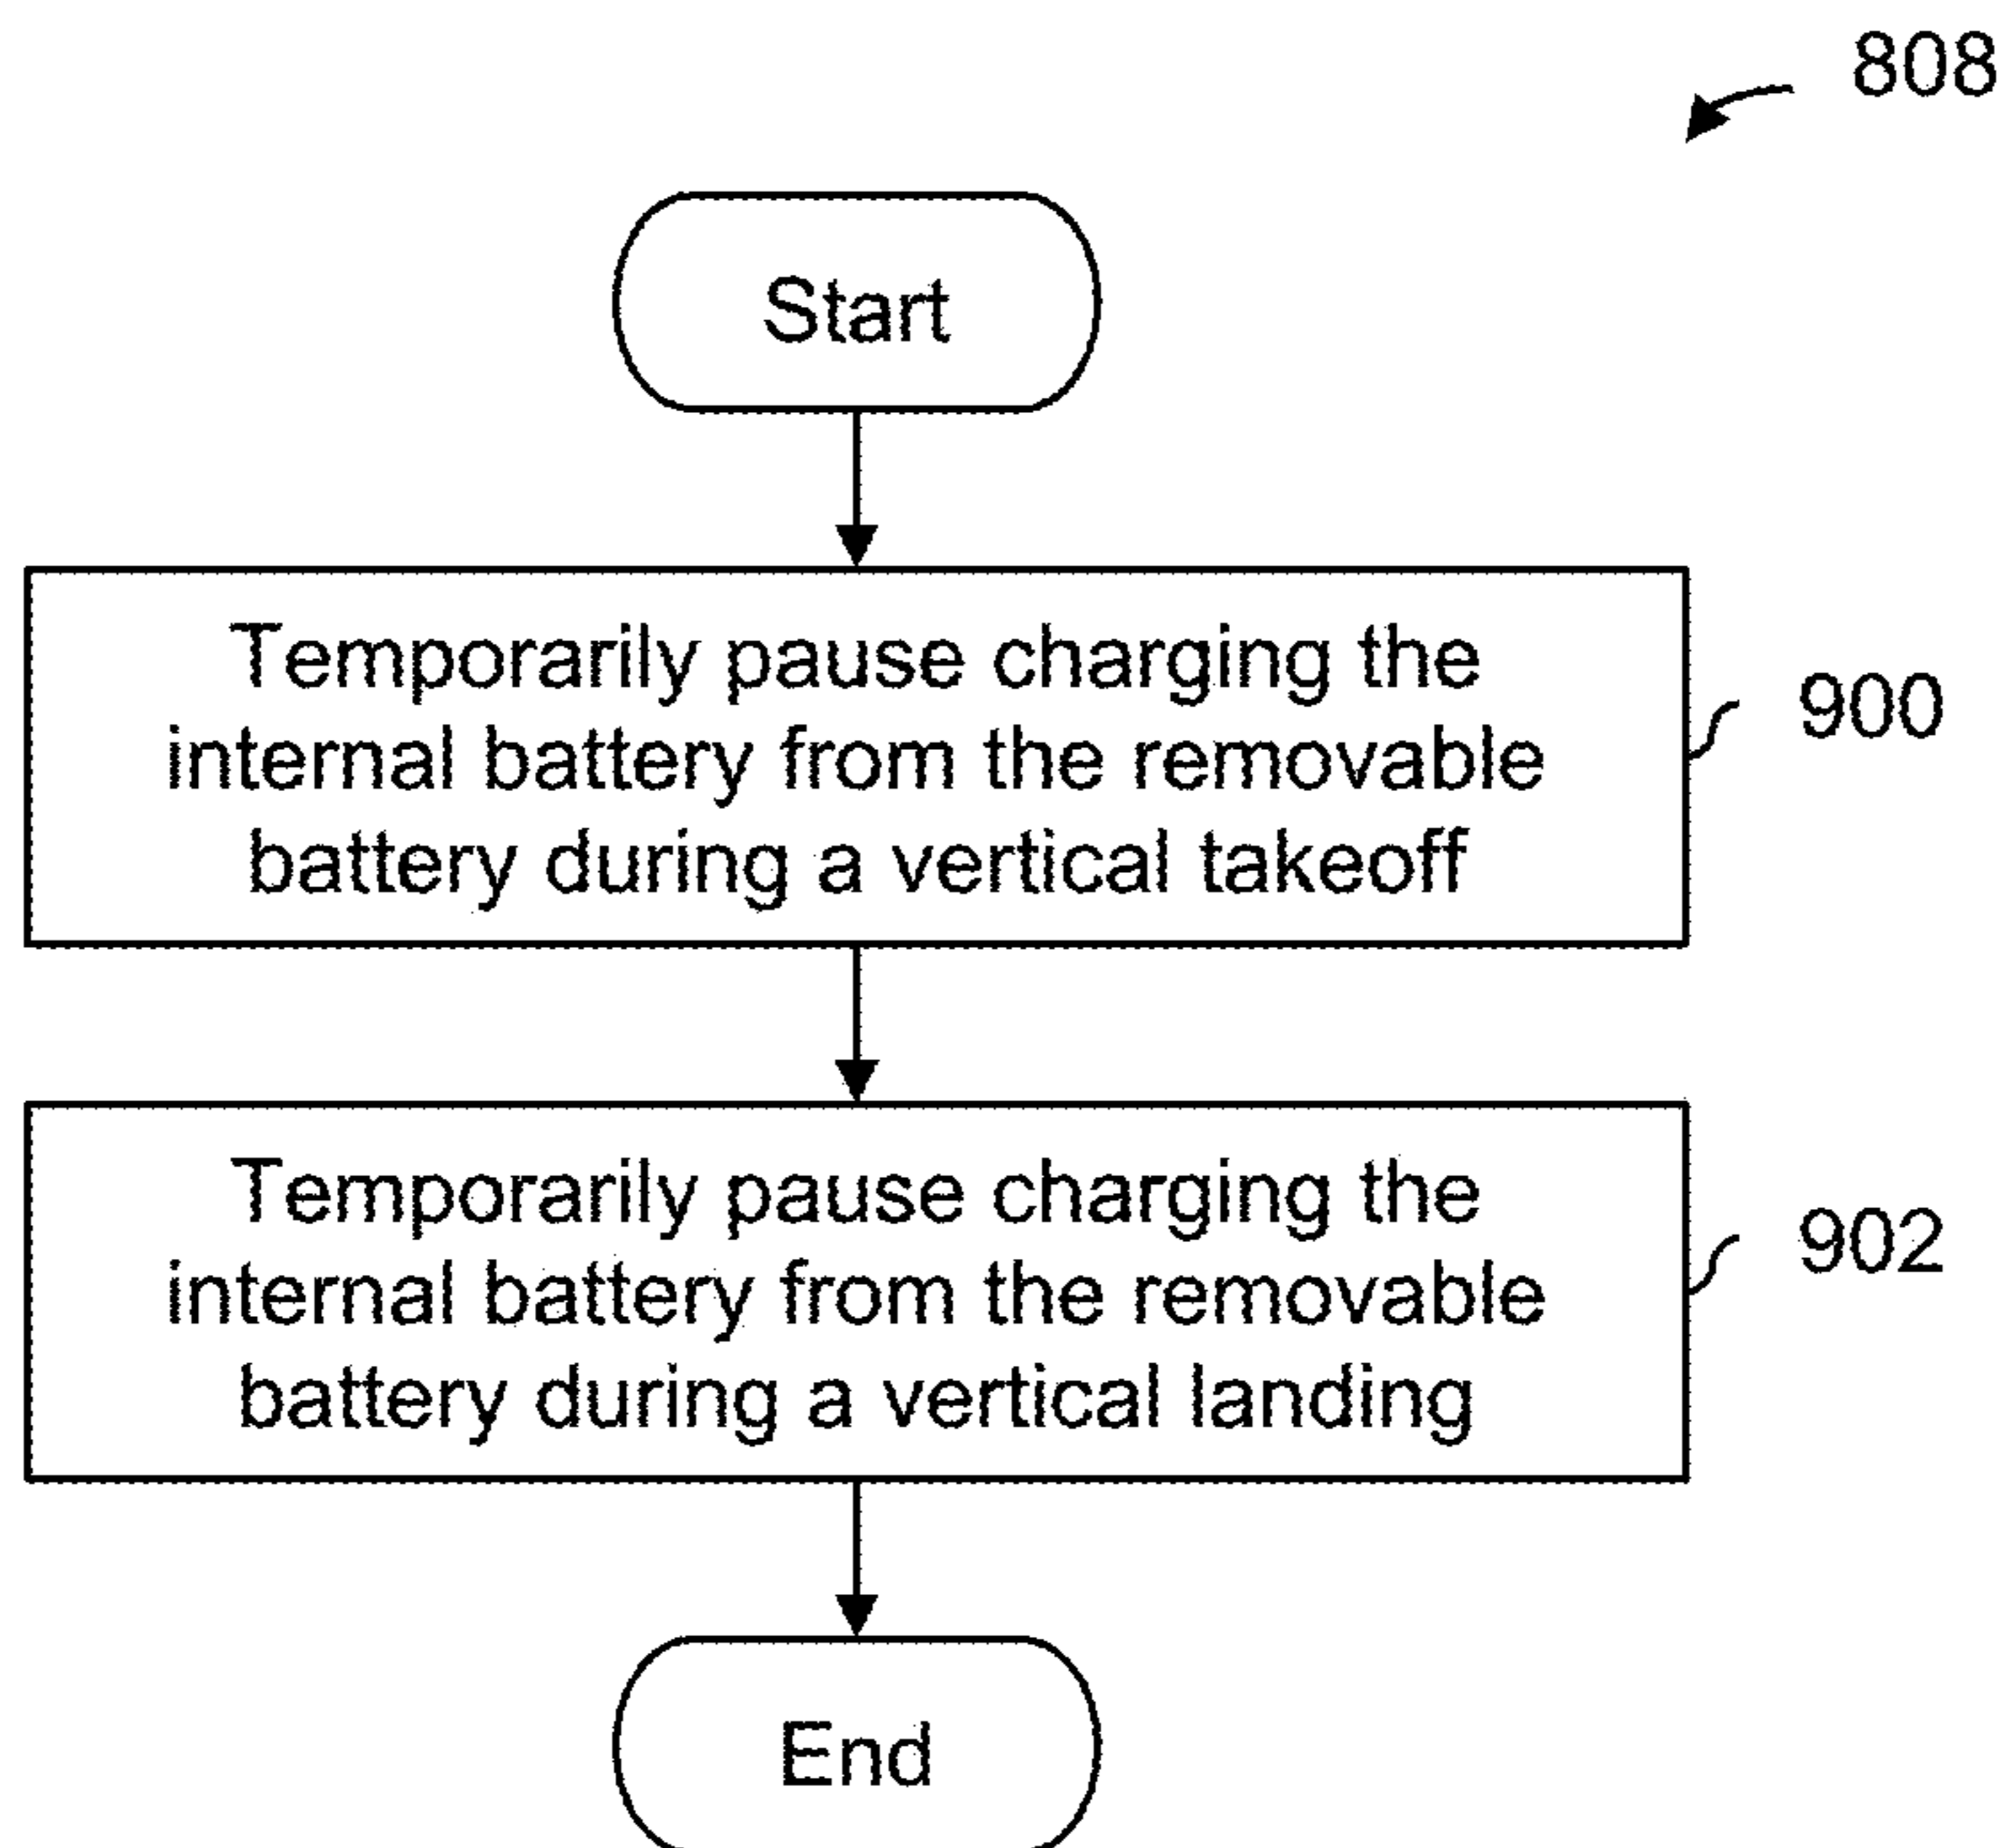 808
Start
Temporarily pause charging the
internal battery from the removable
battery during a vertical takeoff
900
Temporarily pause charging the
internal battery from the removable
battery during a vertical landing
902
End